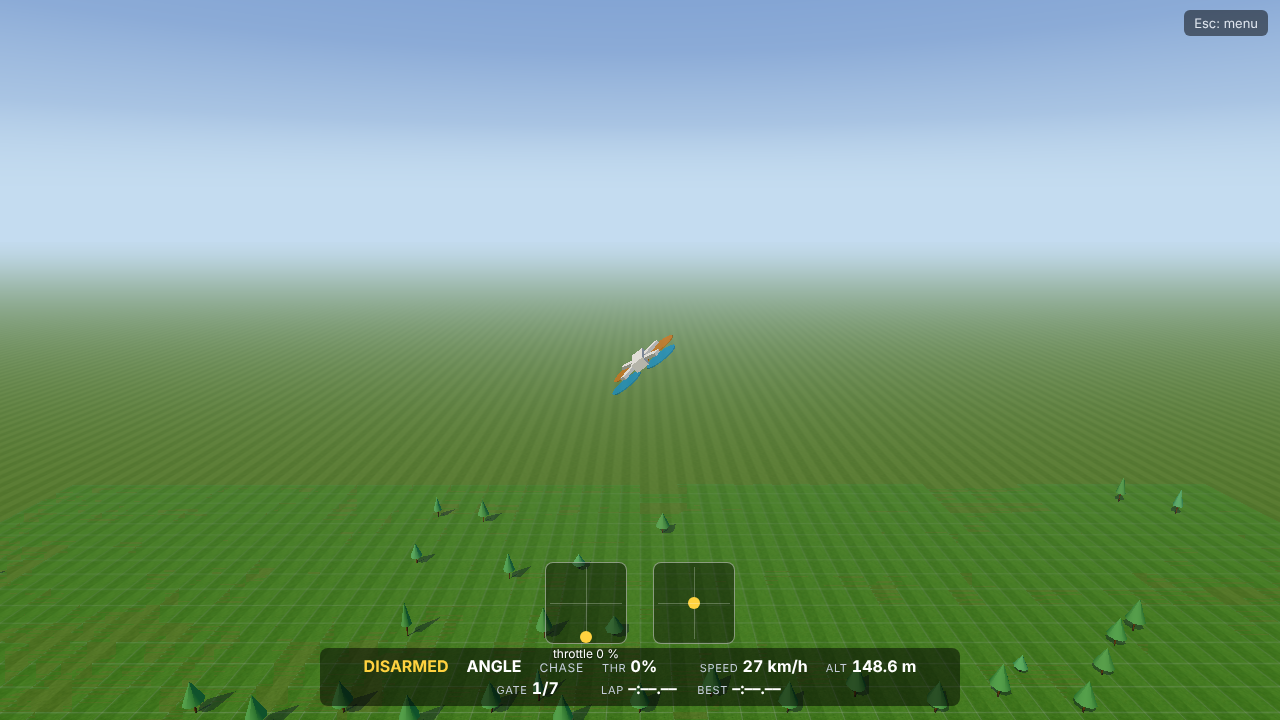 Esc: menu
throttle 0 %
DISARMED ANGLE CHASE THR 0% SPEED 27 km/h ALT 148.6 m
GATE 1/7 LAP –:––.–– BEST –:––.––